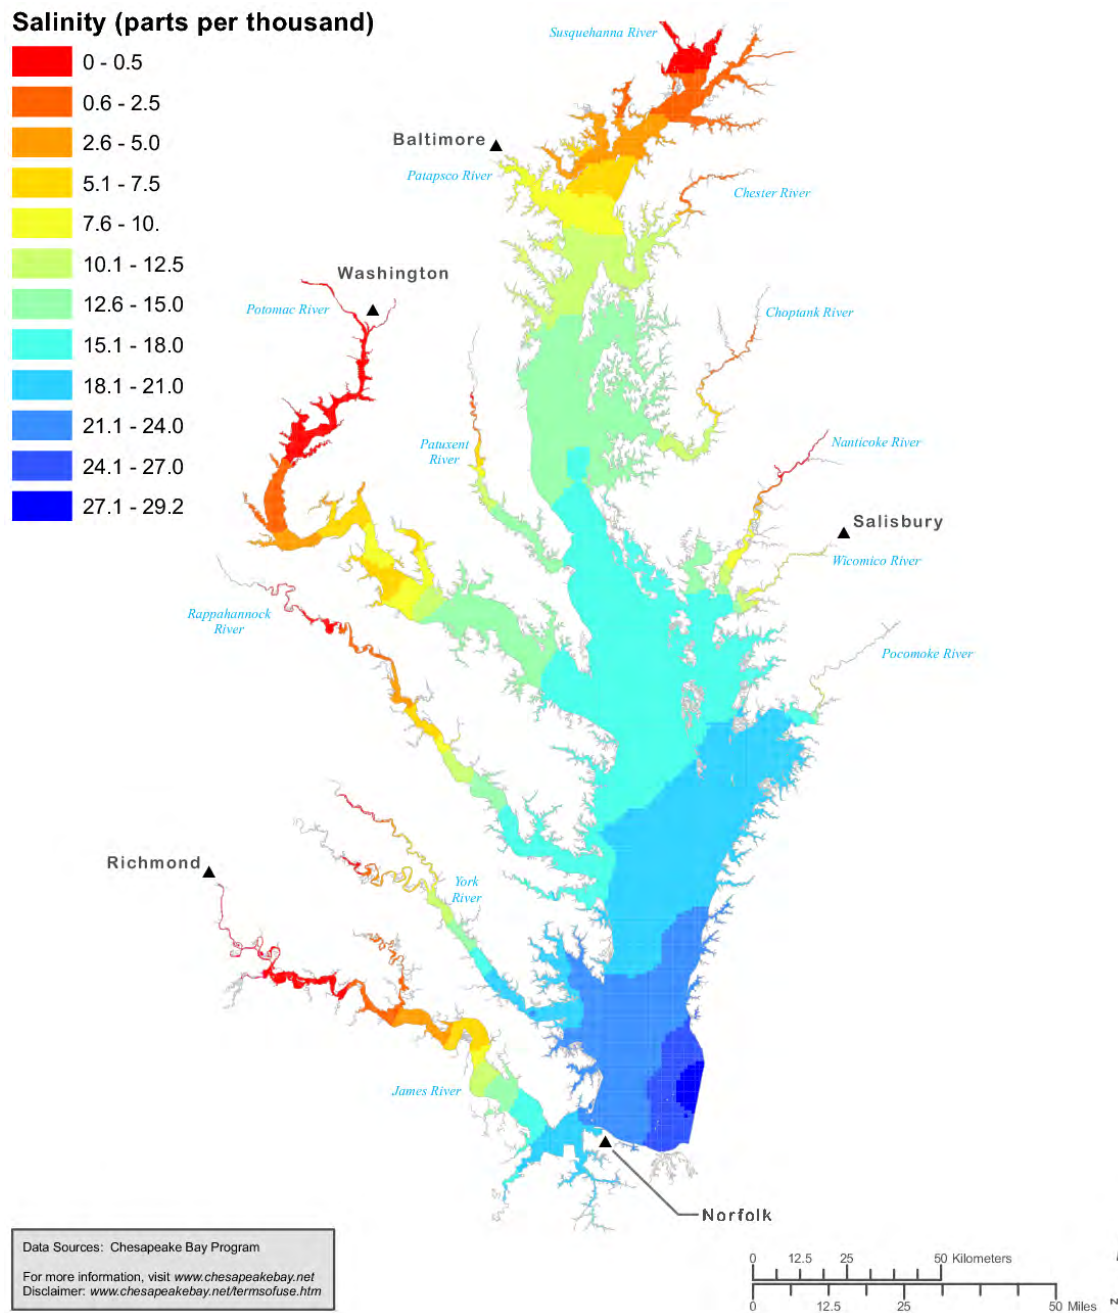 Salinity (parts per thousand)
0 - 0.5
0.6 - 2.5
2.6 - 5.0
5.1 - 7.5
7.6 - 10.
10.1 - 12.5
12.6 - 15.0
15.1 - 18.0
18.1 - 21.0
21.1 - 24.0
24.1 - 27.0
27.1 - 29.2
Susquehanna River
Baltimore
Patapsco River
Chester River
Washington
Potomac River
Choptank River
Patuxent
River
Nanticoke River
Salisbury
Wicomico River
Rappahannock
River
Pocomoke River
Richmond
York
River
James River
Norfolk
Data Sources: Chesapeake Bay Program
For more information, visit www.chesapeakebay.net
Disclaimer: www.chesapeakebay.net/termsofuse.htm
0 12.5 25 50 Kilometers
0 12.5 25 50 Miles